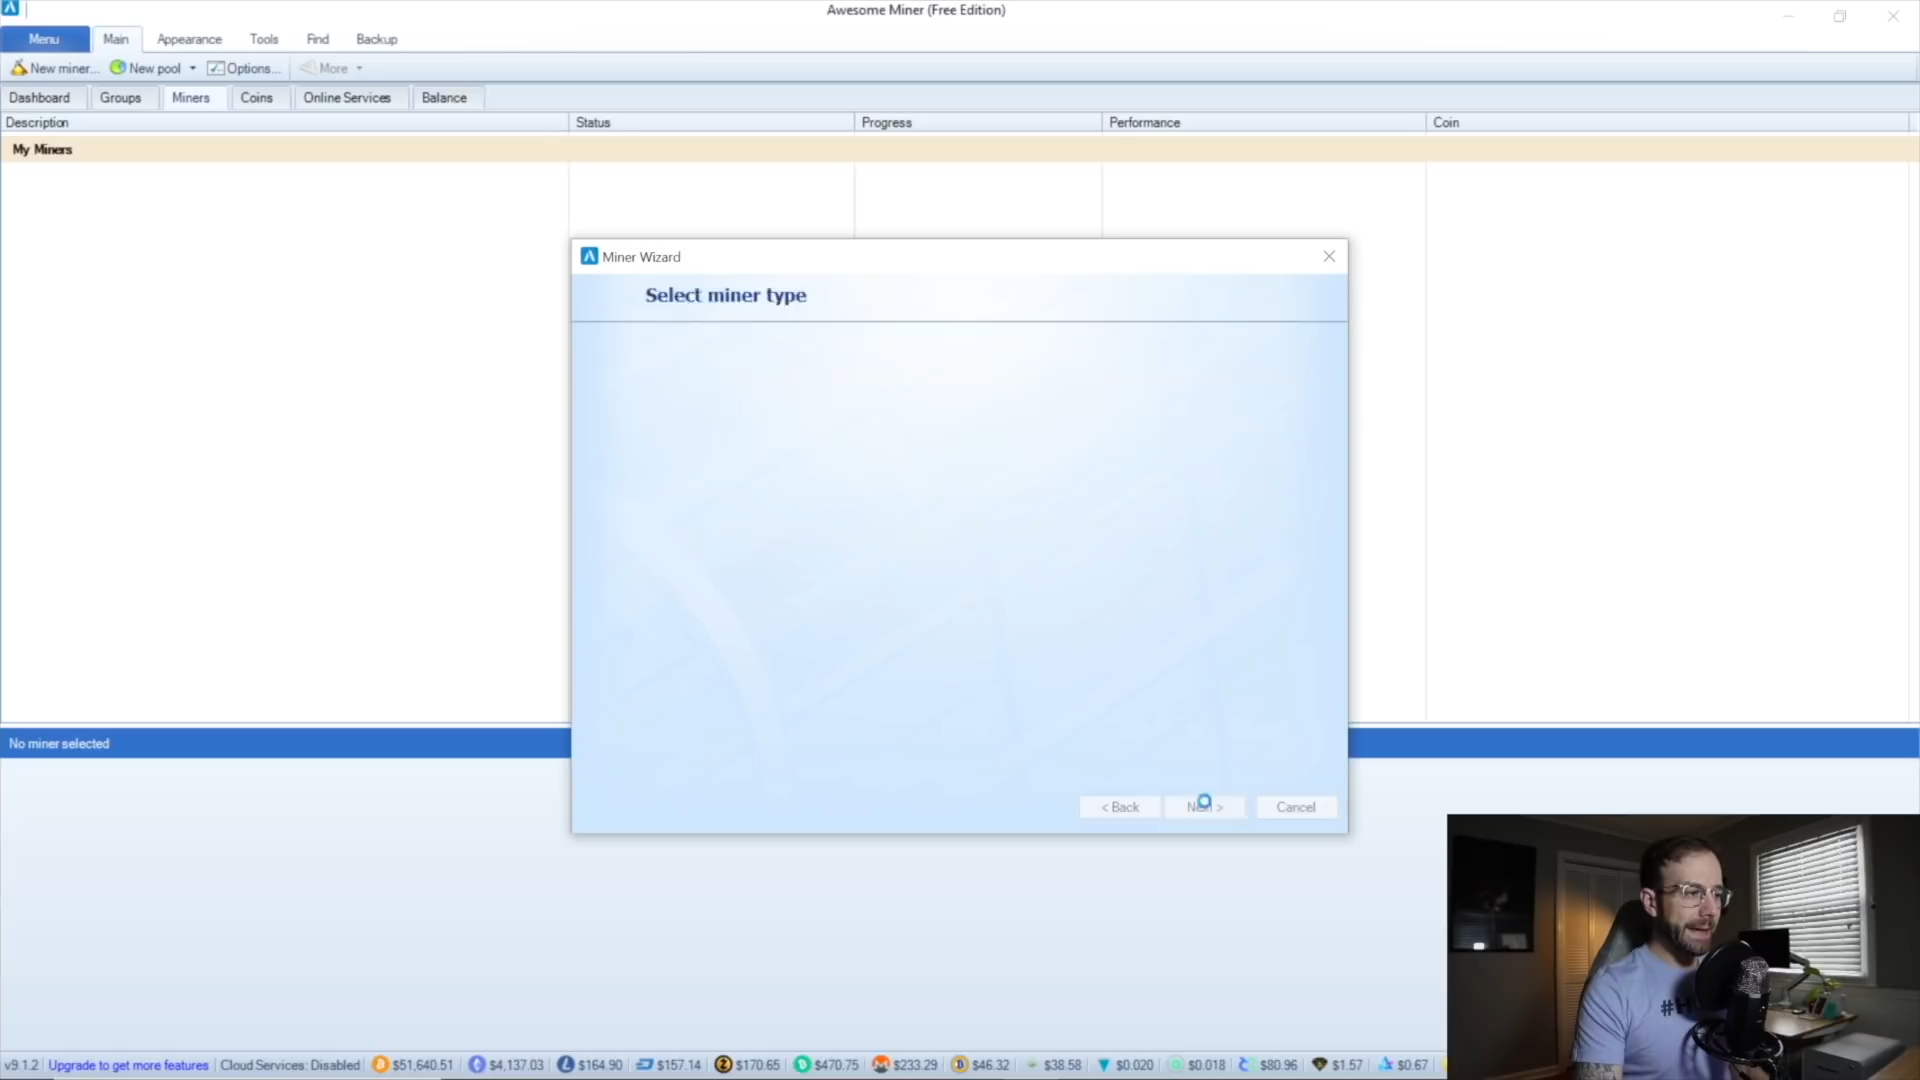 Awesome Miner (Free Edition)
Menu Main Appearance Tools Find Backup
New miner... New pool Options... More
Dashboard Groups Miners Coins Online Services Balance
Description Status Progress Performance Coin
My Miners
Miner Wizard
Select miner type
No miner selected
< Back Next > Cancel
v9.1.2 Upgrade to get more features Cloud Services: Disabled $51,640.51 $4,137.03 $164.90 $157.14 $170.65 $470.75 $233.29 $46.32 $38.58 $0.020 $0.018 $80.96 $1.57 $0.67